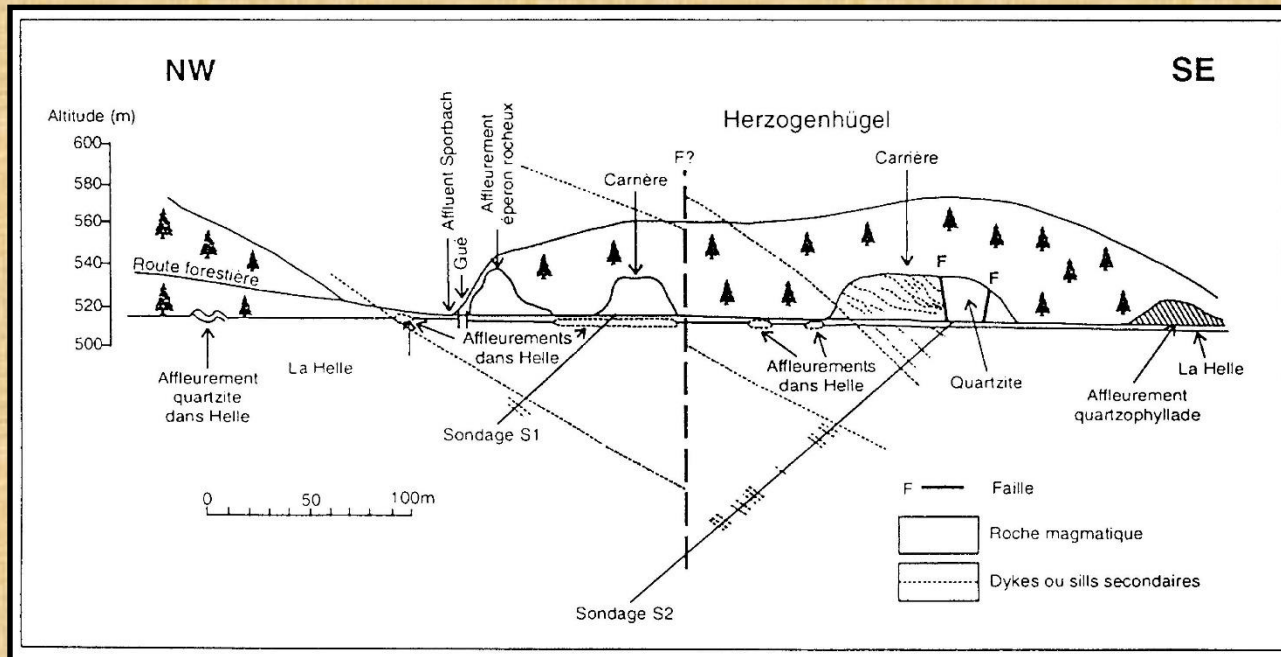 NW
SE
Altitude (m)
600
580
560
540
520
500
Affluent Sporbach
Gué
Affleurement
éperon rocheux
Carrière
F?
Herzogenhügel
Carrière
Route forestière
F
F
Affleurement
quartzite
dans Helle
La Helle
Affleurements
dans Helle
Sondage S1
Affleurements
dans Helle
Quartzite
Affleurement
quartzophyllade
La Helle
0 50 100m
Sondage S2
F Faille
Roche magmatique
Dykes ou sills secondaires